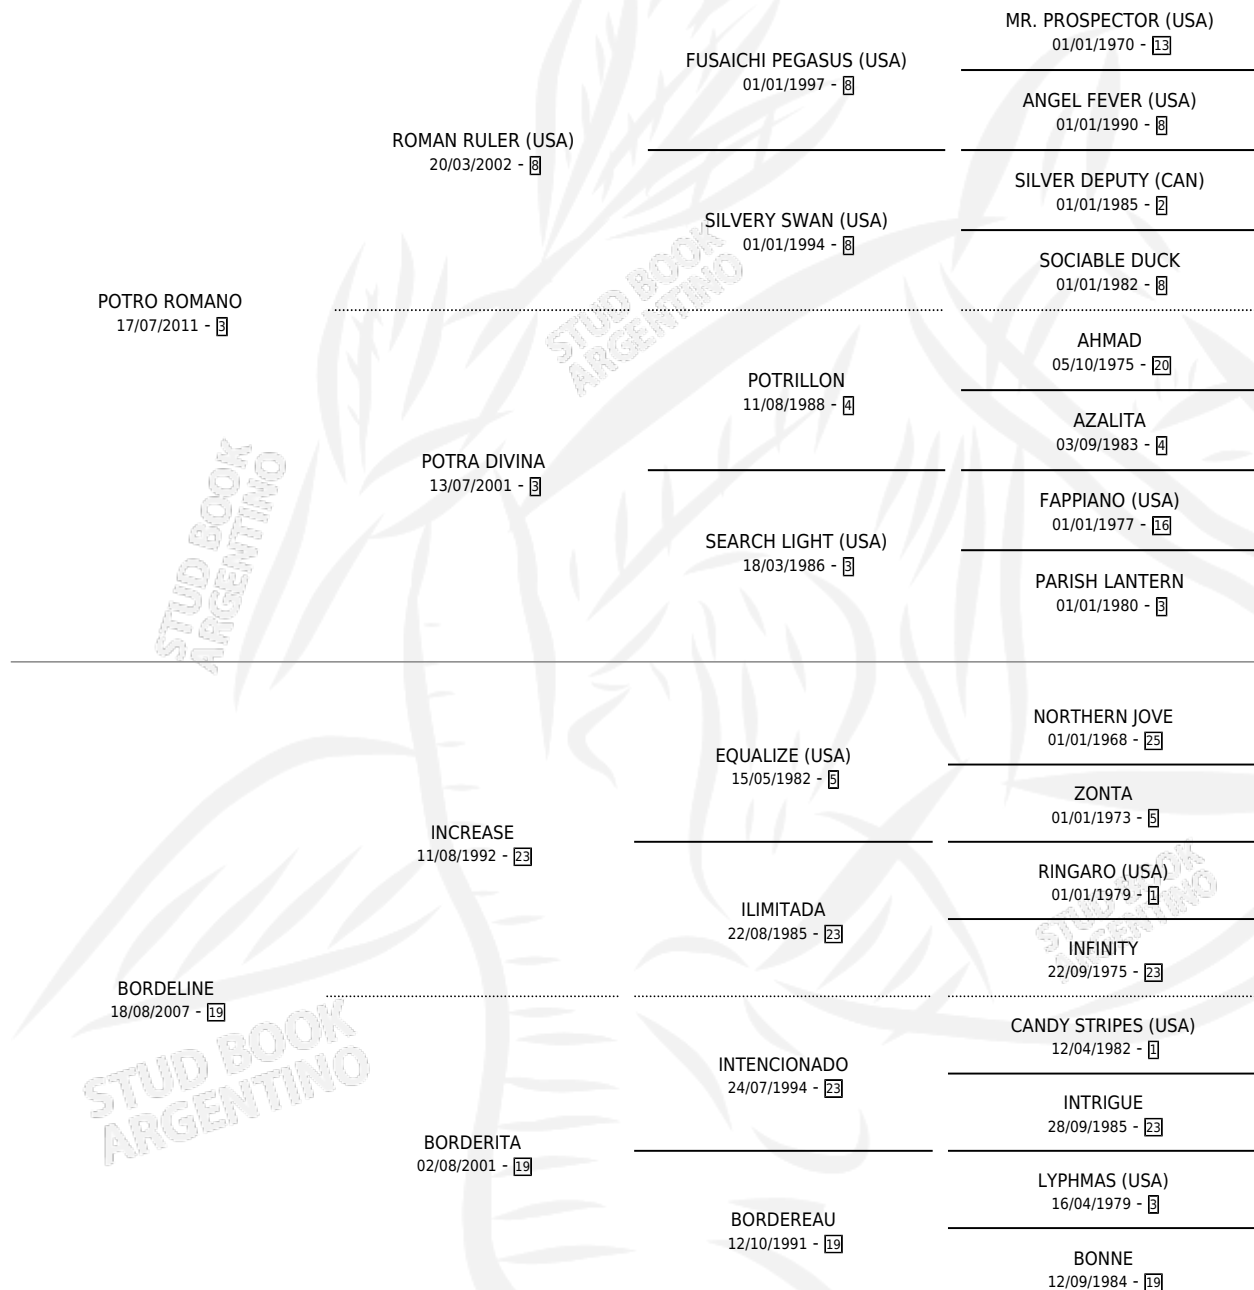 MR. PROSPECTOR (USA)
01/01/1970 - 13
FUSAICHI PEGASUS (USA)
01/01/1997 - 8
ANGEL FEVER (USA)
01/01/1990 - 8
ROMAN RULER (USA)
20/03/2002 - 8
SILVER DEPUTY (CAN)
01/01/1985 - 2
SILVERY SWAN (USA)
01/01/1994 - 8
SOCIABLE DUCK
01/01/1982 - 8
POTRO ROMANO
17/07/2011 - 3
AHMAD
05/10/1975 - 20
POTRILLON
11/08/1988 - 4
AZALITA
03/09/1983 - 4
POTRA DIVINA
13/07/2001 - 3
FAPPIANO (USA)
01/01/1977 - 16
SEARCH LIGHT (USA)
18/03/1986 - 3
PARISH LANTERN
01/01/1980 - 3
NORTHERN JOVE
01/01/1968 - 25
EQUALIZE (USA)
15/05/1982 - 5
ZONTA
01/01/1973 - 5
INCREASE
11/08/1992 - 23
RINGARO (USA)
01/01/1979 - 1
ILIMITADA
22/08/1985 - 23
INFINITY
22/09/1975 - 23
BORDELINE
18/08/2007 - 19
CANDY STRIPES (USA)
12/04/1982 - 1
INTENCIONADO
24/07/1994 - 23
INTRIGUE
28/09/1985 - 23
BORDERITA
02/08/2001 - 19
LYPHMAS (USA)
16/04/1979 - 3
BORDEREAU
12/10/1991 - 19
BONNE
12/09/1984 - 19
STUD BOOK
ARGENTINO
STUD BOOK
ARGENTINO
STUD BOOK
ARGENTINO
STUD BOOK
ARGENTINO